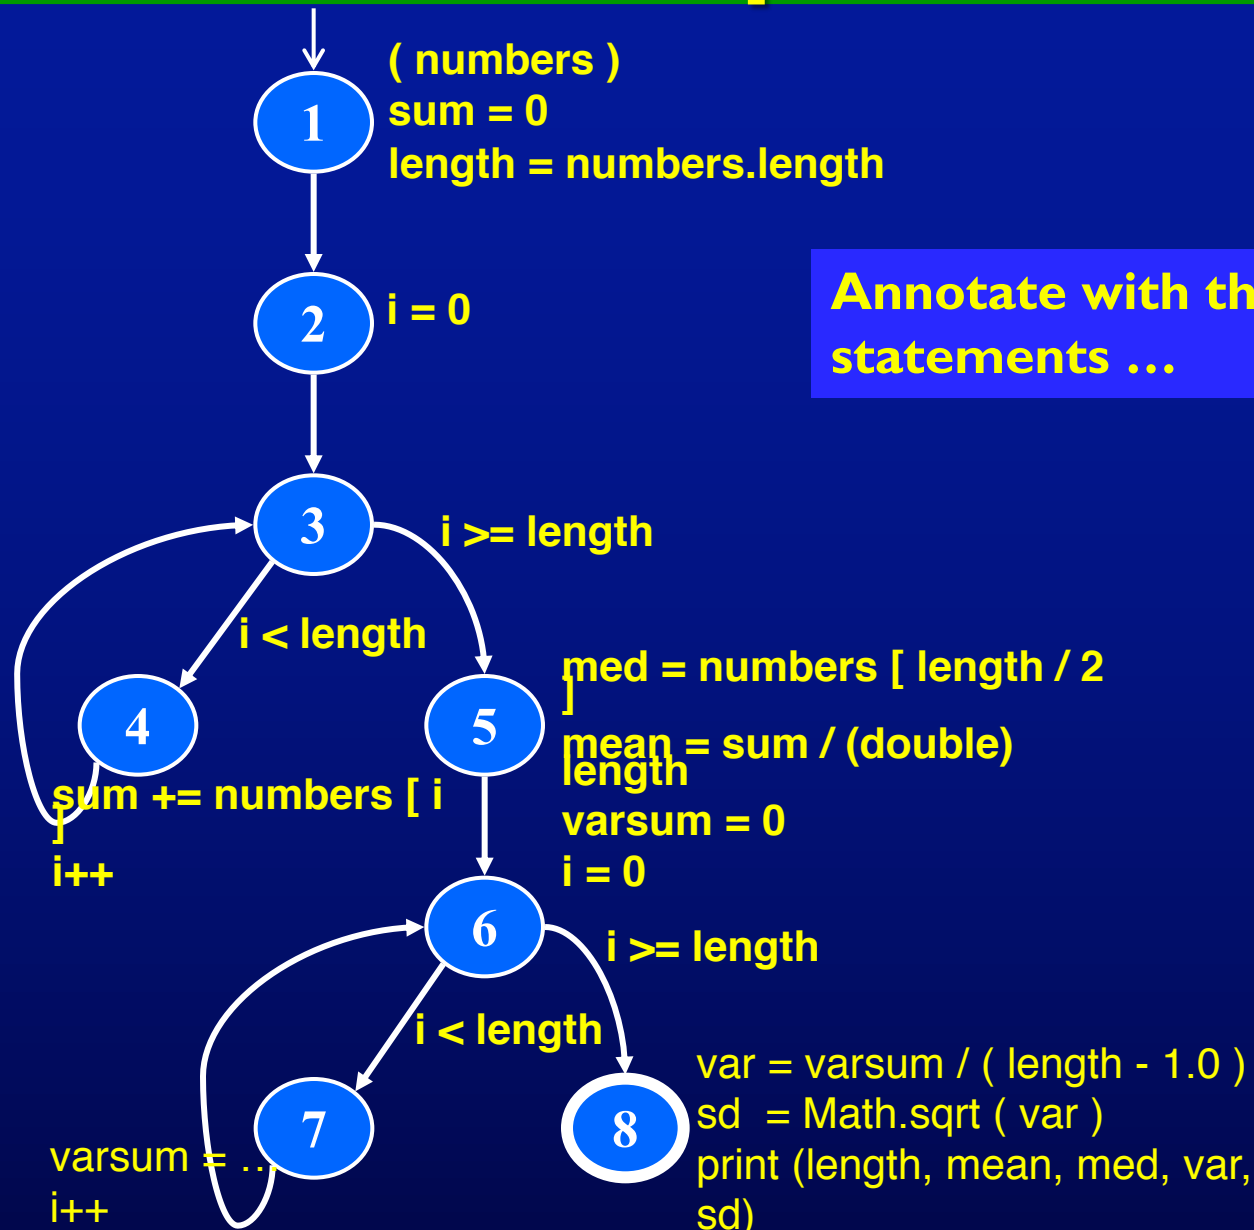 ( numbers )
sum = 0
length = numbers.length
1
2
i = 0
Annotate with th
statements …
3
i >= length
i < length
4
sum += numbers [ i
]
i++
5
med = numbers [ length / 2
]
mean = sum / (double)
length
varsum = 0
i = 0
6
i >= length
i < length
7
varsum = …
i++
8
var = varsum / ( length - 1.0 )
sd  = Math.sqrt ( var )
print (length, mean, med, var,
sd)